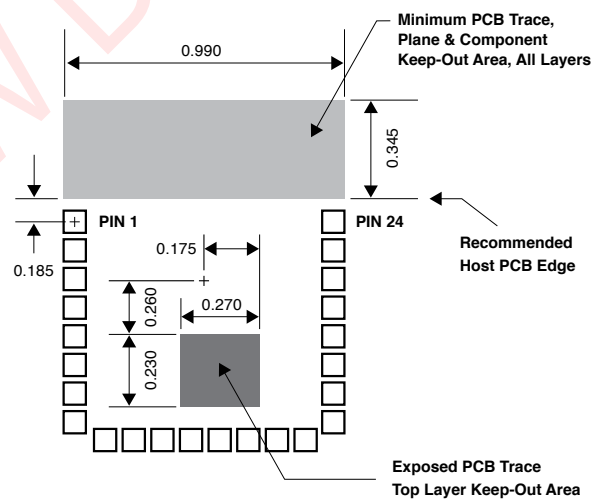 Minimum PCB Trace,
Plane & Component
Keep-Out Area, All Layers
0.990
0.345
PIN 1
PIN 24
0.185
0.175
Recommended
Host PCB Edge
0.260
0.270
0.230
Exposed PCB Trace
Top Layer Keep-Out Area